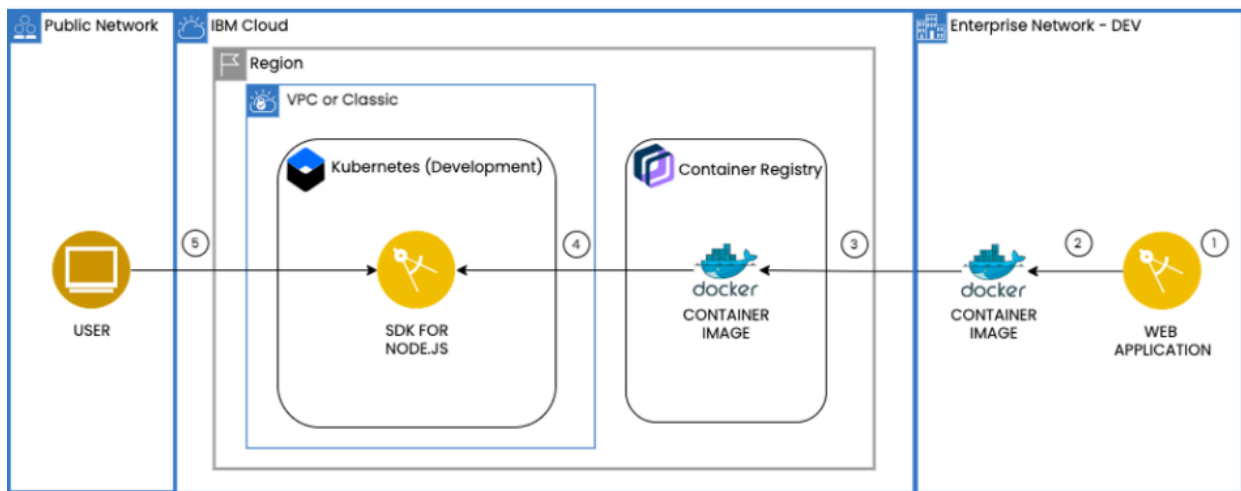 Public Network
IBM Cloud
Enterprise Network - DEV
Region
VPC or Classic
Kubernetes (Development)
Container Registry
5
4
3
2
1
USER
SDK FOR
NODE.JS
docker
CONTAINER
IMAGE
docker
CONTAINER
IMAGE
WEB
APPLICATION